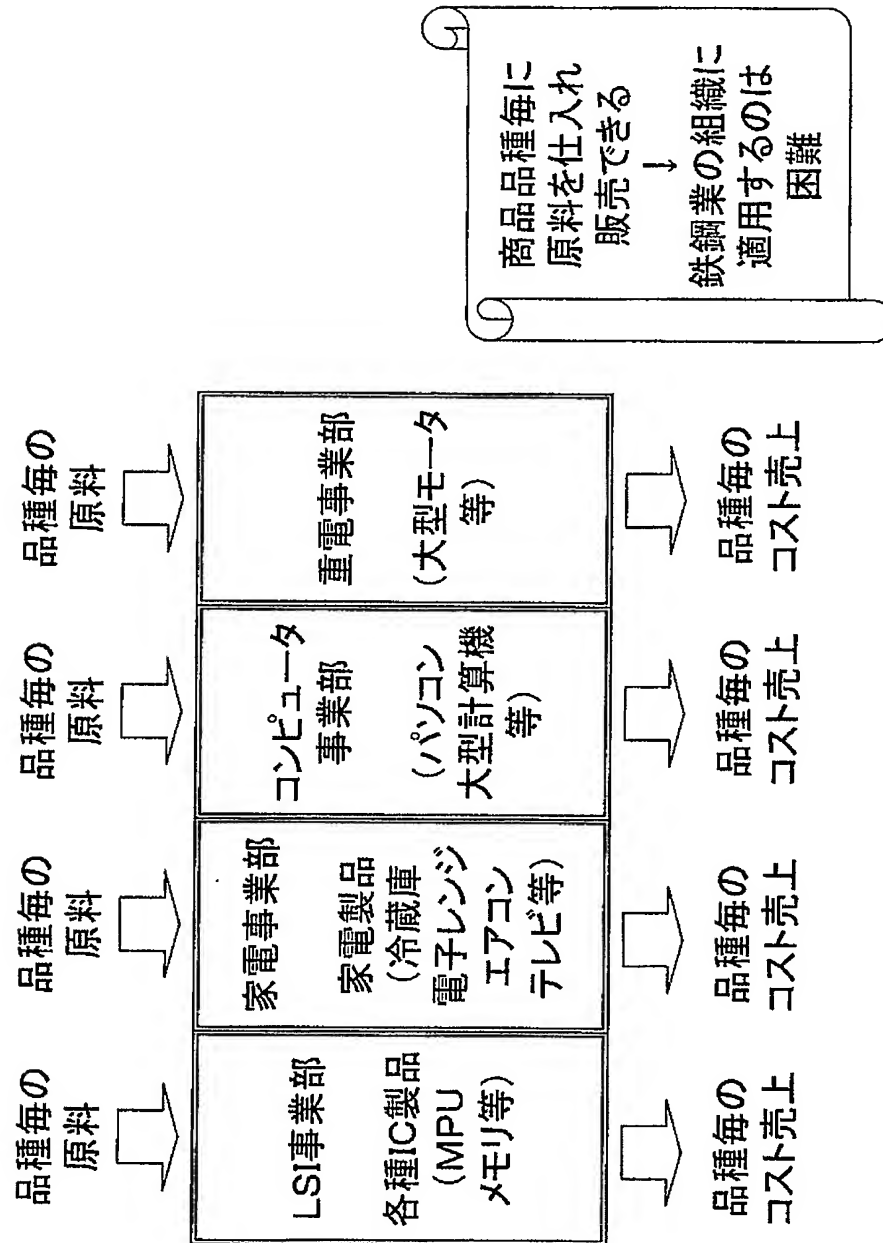 品種毎の
原料
品種毎の
原料
品種毎の
原料
品種毎の
原料
LSI事業部
各種IC製品
(MPU
メモリ等)
家電事業部
家電製品
(冷蔵庫
電子レンジ
エアコン
テレビ等)
コンピュータ
事業部
(パソコン
大型計算機
等)
重電事業部
(大型モータ
等)
品種毎の
コスト売上
品種毎の
コスト売上
品種毎の
コスト売上
品種毎の
コスト売上
商品品種毎に
原料を仕入れ
販売できる
↓
鉄鋼業の組織に
適用するのは
困難